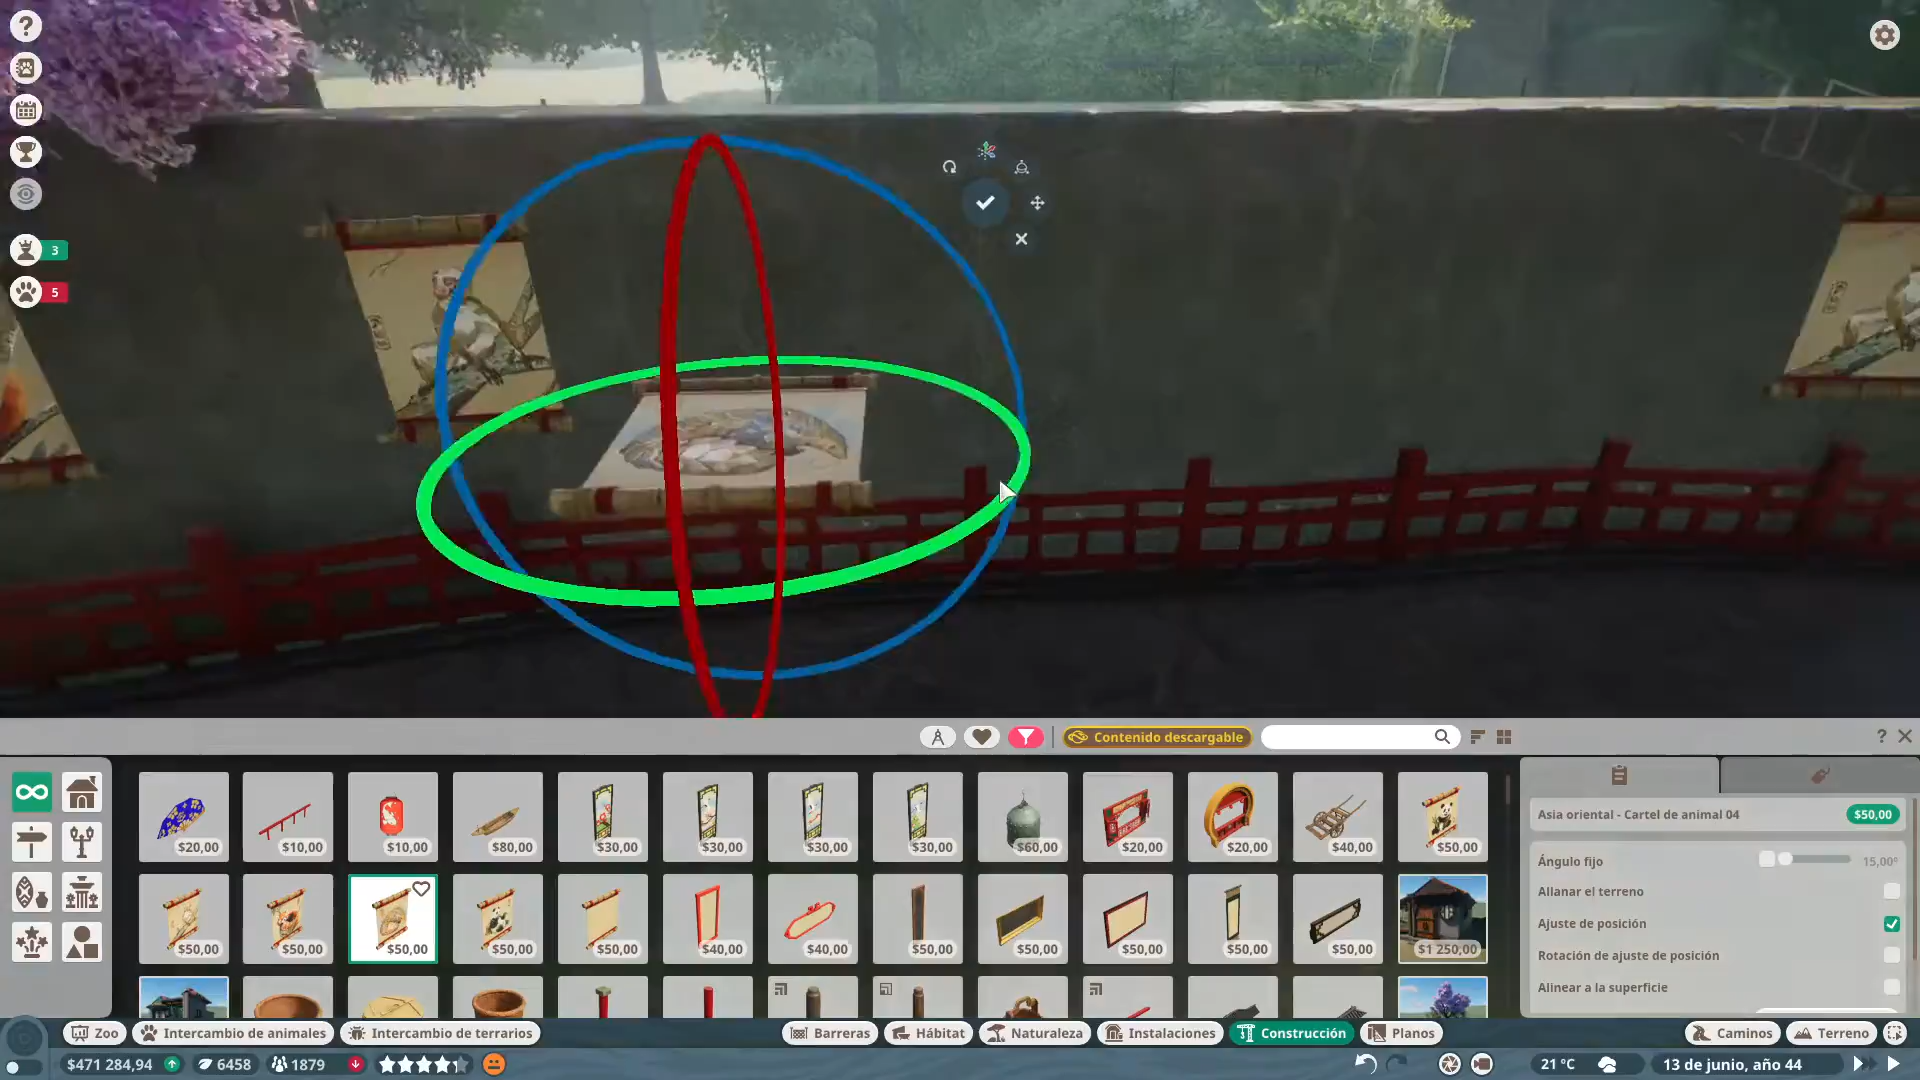 3
5
Contenido descargable
?
$20,00
$10,00
$10,00
$80,00
$30,00
$30,00
$30,00
$30,00
$60,00
$20,00
$20,00
$40,00
$50,00
$50,00
$50,00
$50,00
$50,00
$50,00
$40,00
$40,00
$50,00
$50,00
$50,00
$50,00
$50,00
$1 250,00
Asia oriental - Cartel de animal 04
$50,00
Ángulo fijo
15,00°
Allanar el terreno
Ajuste de posición
Rotación de ajuste de posición
Alinear a la superficie
Zoo
Intercambio de animales
Intercambio de terrarios
Barreras
Hábitat
Naturaleza
Instalaciones
Construcción
Planos
Caminos
Terreno
$471 284,94
6458
1879
21 °C
13 de junio, año 44